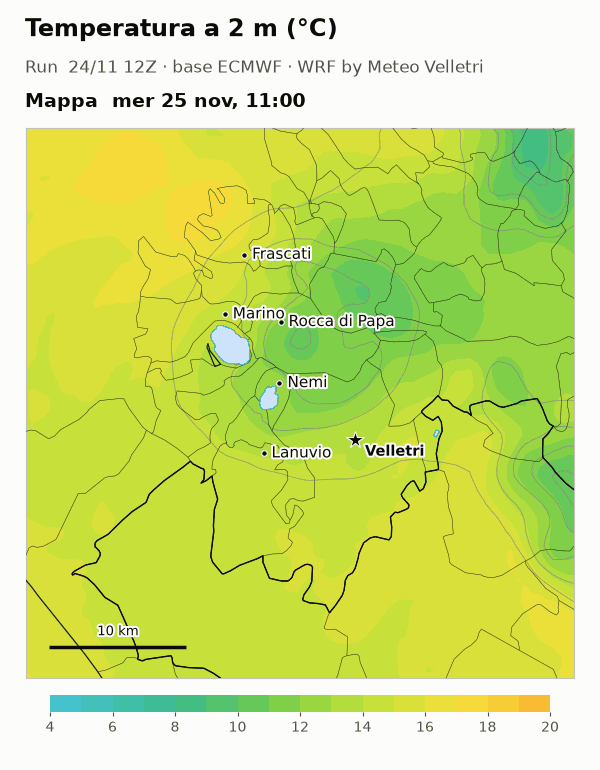 Temperatura a 2 m (°C)
Run  24/11 12Z · base ECMWF · WRF by Meteo Velletri
Mappa  mer 25 nov, 11:00
Frascati
Marino
Rocca di Papa
Nemi
Velletri
Lanuvio
10 km
4 6 8 10 12 14 16 18 20